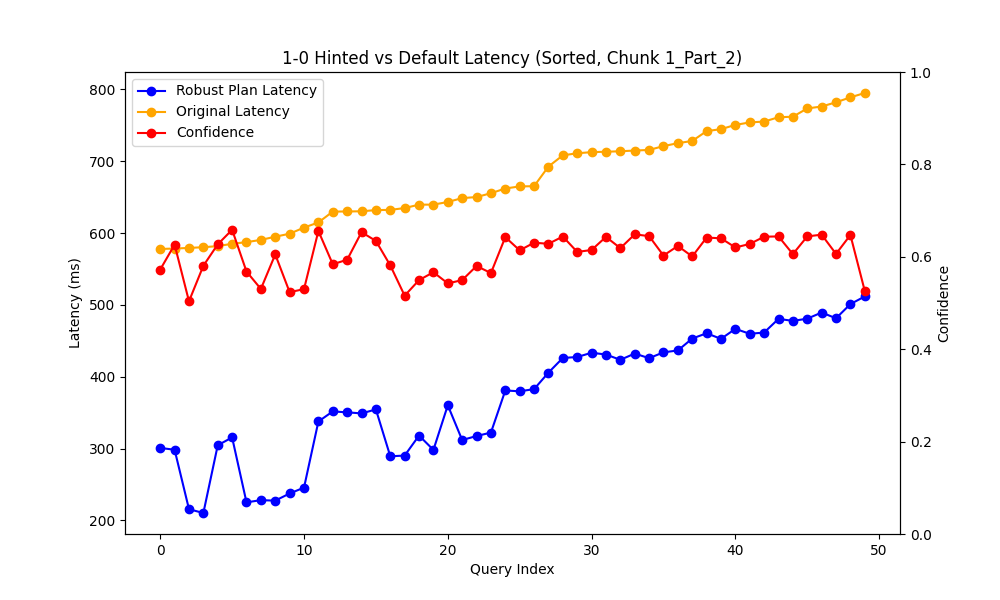 1-0 Hinted vs Default Latency (Sorted, Chunk 1_Part_2)
Robust Plan Latency
Original Latency
Confidence
800
700
600
500
400
300
200
Latency (ms)
1.0
0.8
0.6
0.4
0.2
0.0
Confidence
0 10 20 30 40 50
Query Index